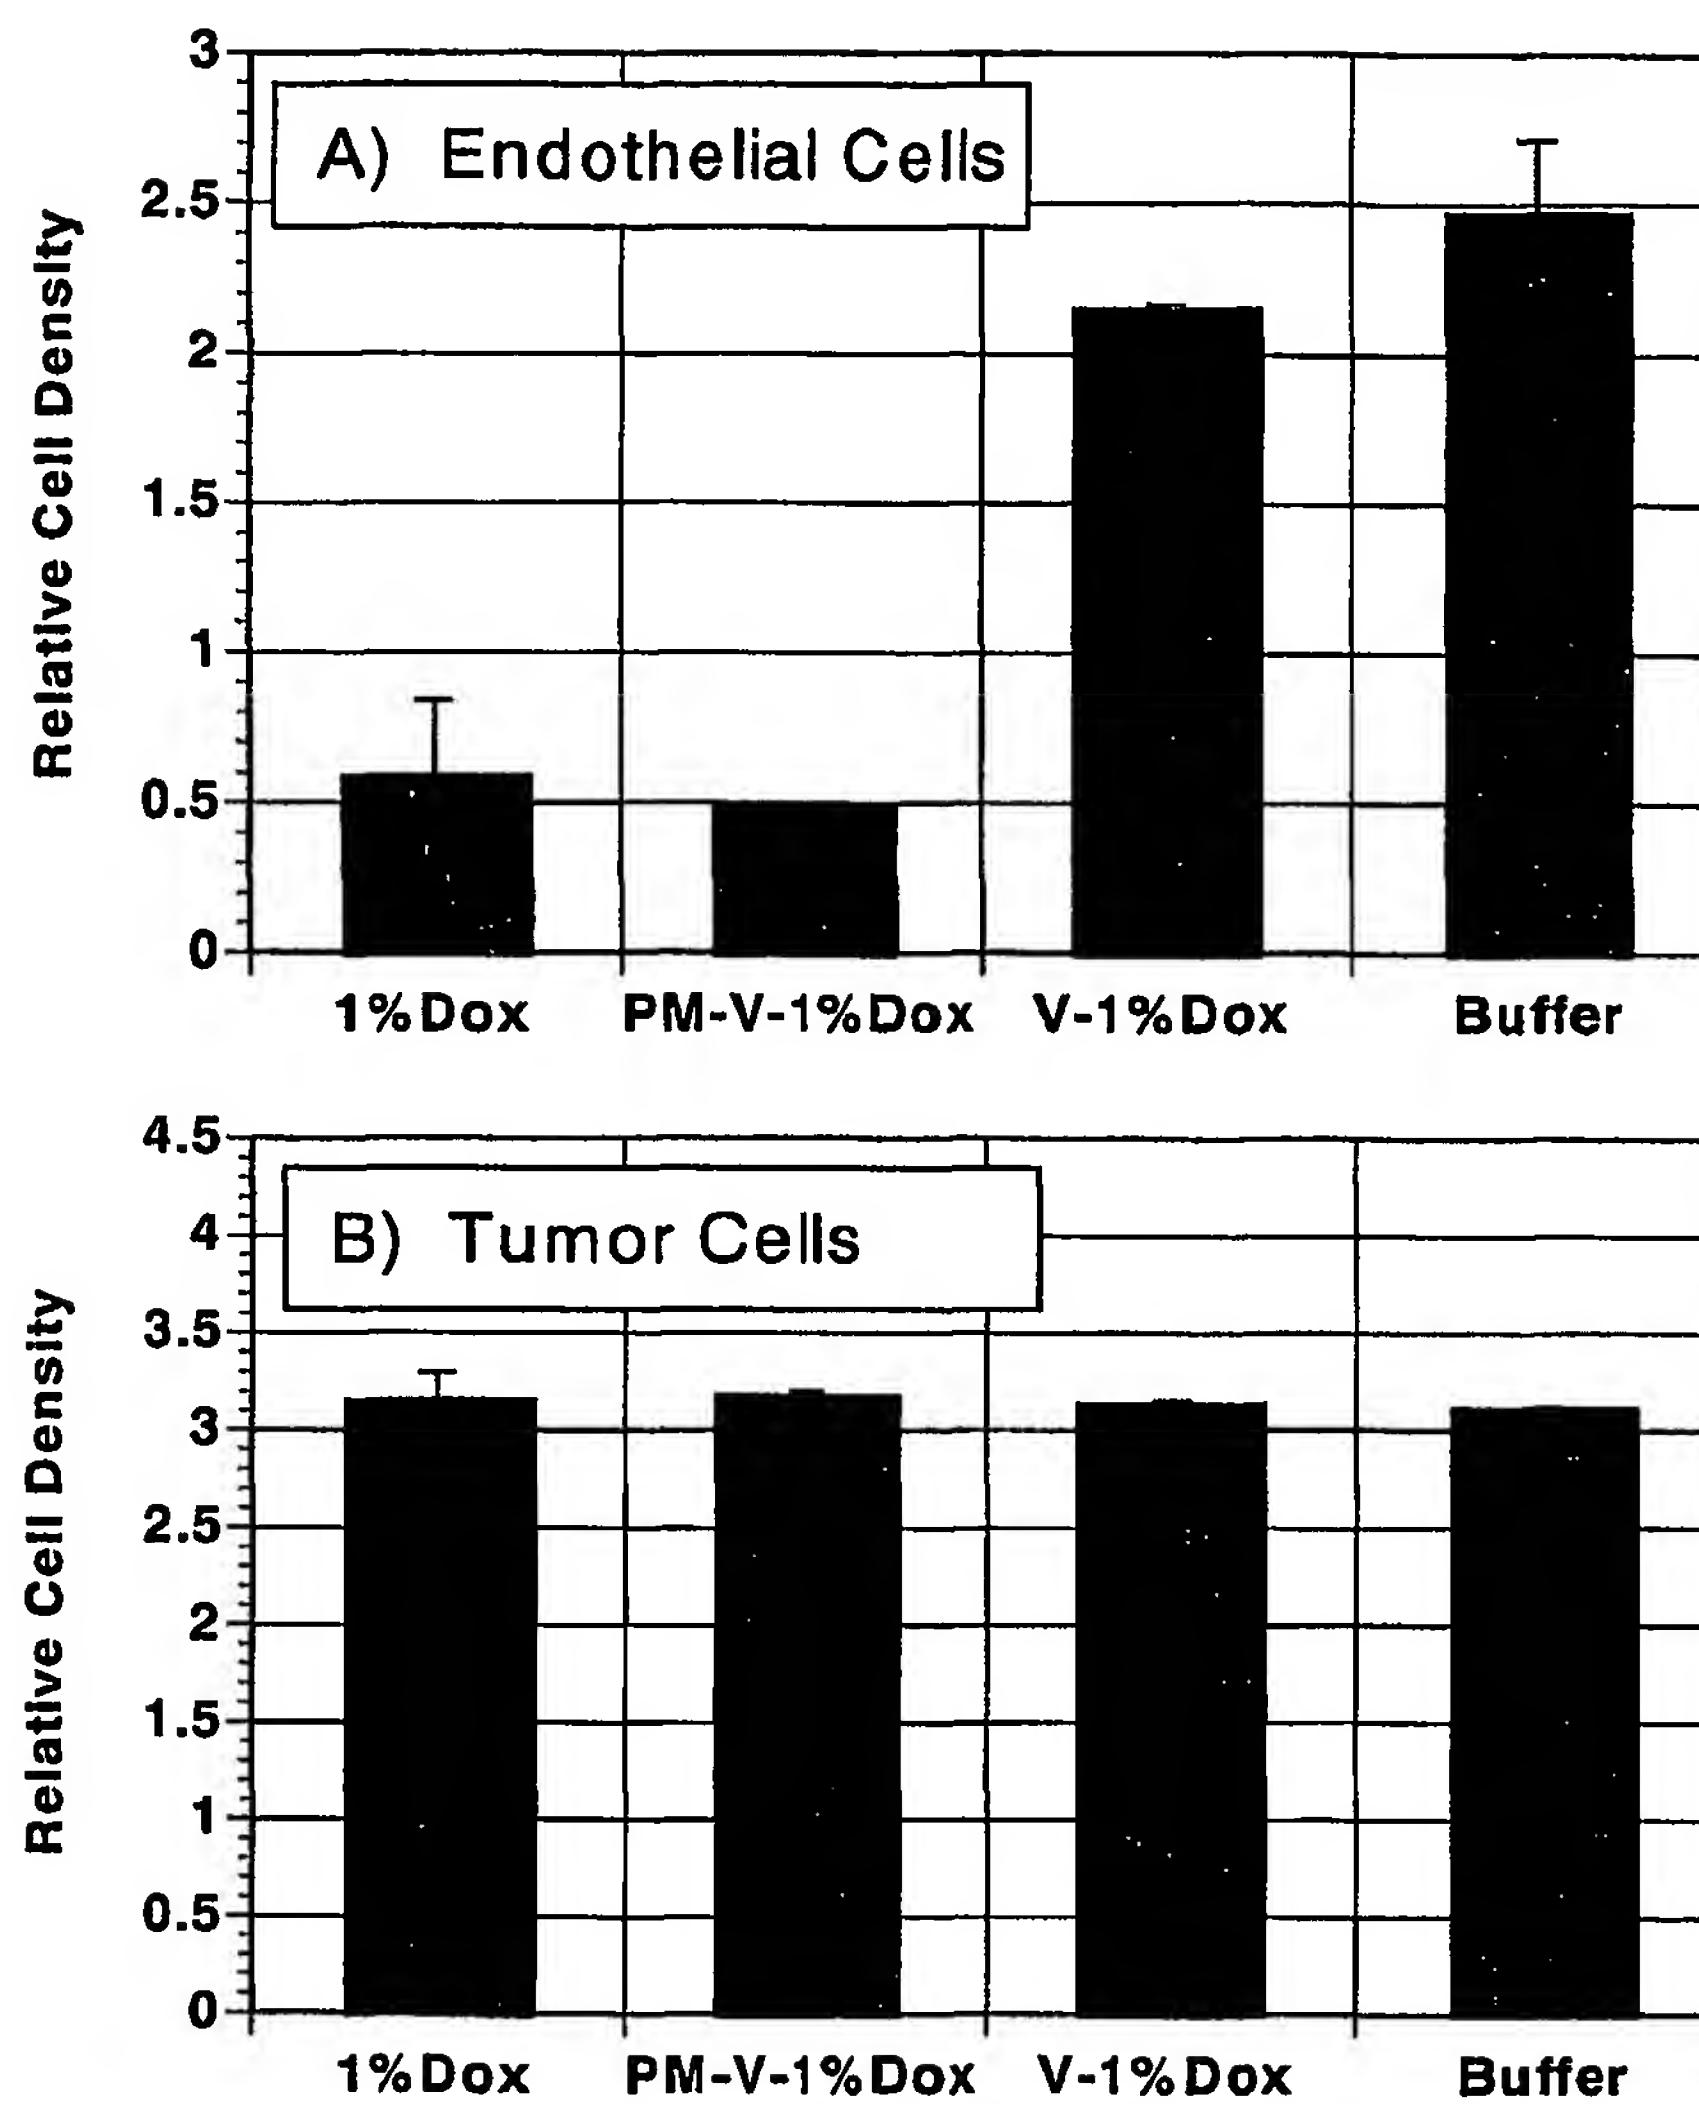 3
A) Endothelial Cells
2.5
2
1.5
1
0.5
0
Relative Cell Density
1%Dox PM-V-1%Dox V-1%Dox Buffer
4.5
B) Tumor Cells
4
3.5
3
2.5
2
1.5
1
0.5
0
Relative Cell Density
1%Dox PM-V-1%Dox V-1%Dox Buffer